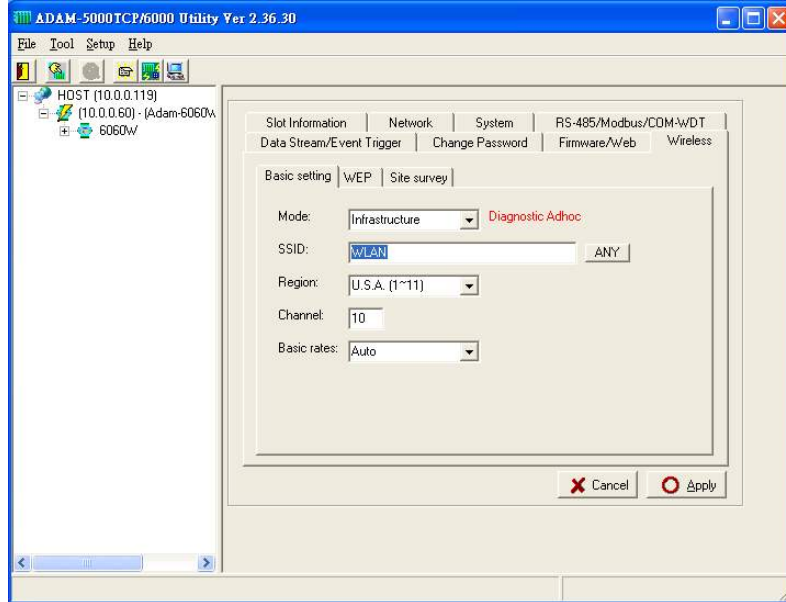 ADAM-5000TCP/6000 Utility Ver 2.36.30
File Tool Setup Help
HOST (10.0.0.119)
(10.0.0.60) - (Adam-6060W
6060W
Slot Information Network System RS-485/Modbus/COM-WDT
Data Stream/Event Trigger Change Password Firmware/Web Wireless
Basic setting WEP Site survey
Mode: Infrastructure Diagnostic Adhoc
SSID: WLAN ANY
Region: U.S.A. (1~11)
Channel: 10
Basic rates: Auto
Cancel Apply